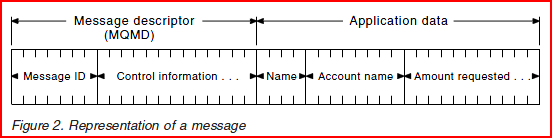 Message descriptor
(MQMD)
Application data
Message ID
Control information . . .
Name
Account name
Amount requested . . .
Figure 2. Representation of a message